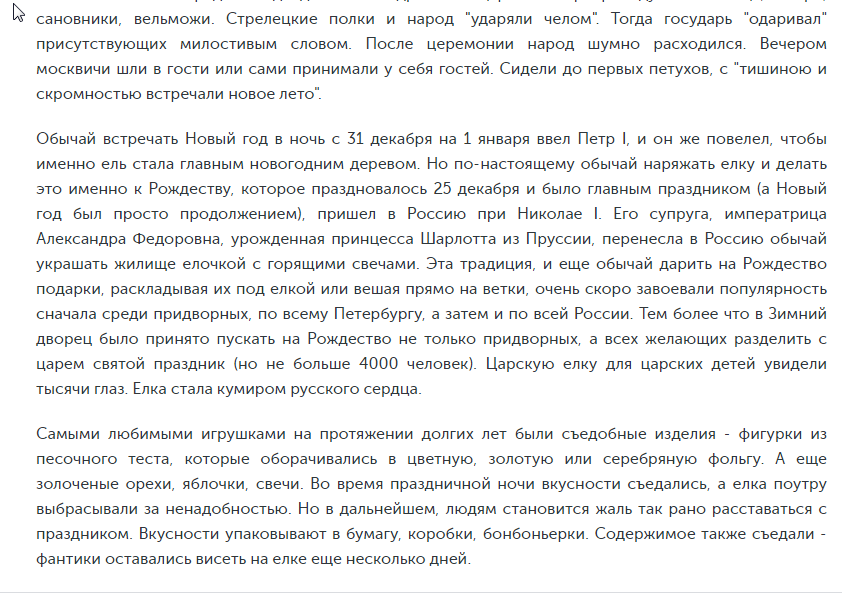 сановники, вельможи. Стрелецкие полки и народ "ударяли челом". Тогда государь "одаривал"
присутствующих милостивым словом. После церемонии народ шумно расходился. Вечером
москвичи шли в гости или сами принимали у себя гостей. Сидели до первых петухов, с "тишиною и
скромностью встречали новое лето".
Обычай встречать Новый год в ночь с 31 декабря на 1 января ввел Петр I, и он же повелел, чтобы
именно ель стала главным новогодним деревом. Но по-настоящему обычай наряжать елку и делать
это именно к Рождеству, которое праздновалось 25 декабря и было главным праздником (а Новый
год был просто продолжением), пришел в Россию при Николае I. Его супруга, императрица
Александра Федоровна, урожденная принцесса Шарлотта из Пруссии, перенесла в Россию обычай
украшать жилище елочкой с горящими свечами. Эта традиция, и еще обычай дарить на Рождество
подарки, раскладывая их под елкой или вешая прямо на ветки, очень скоро завоевали популярность
сначала среди придворных, по всему Петербургу, а затем и по всей России. Тем более что в Зимний
дворец было принято пускать на Рождество не только придворных, а всех желающих разделить с
царем святой праздник (но не больше 4000 человек). Царскую елку для царских детей увидели
тысячи глаз. Елка стала кумиром русского сердца.
Самыми любимыми игрушками на протяжении долгих лет были съедобные изделия - фигурки из
песочного теста, которые оборачивались в цветную, золотую или серебряную фольгу. А еще
золоченые орехи, яблочки, свечи. Во время праздничной ночи вкусности съедались, а елка поутру
выбрасывали за ненадобностью. Но в дальнейшем, людям становится жаль так рано расставаться с
праздником. Вкусности упаковывают в бумагу, коробки, бонбоньерки. Содержимое также съедали -
фантики оставались висеть на елке еще несколько дней.